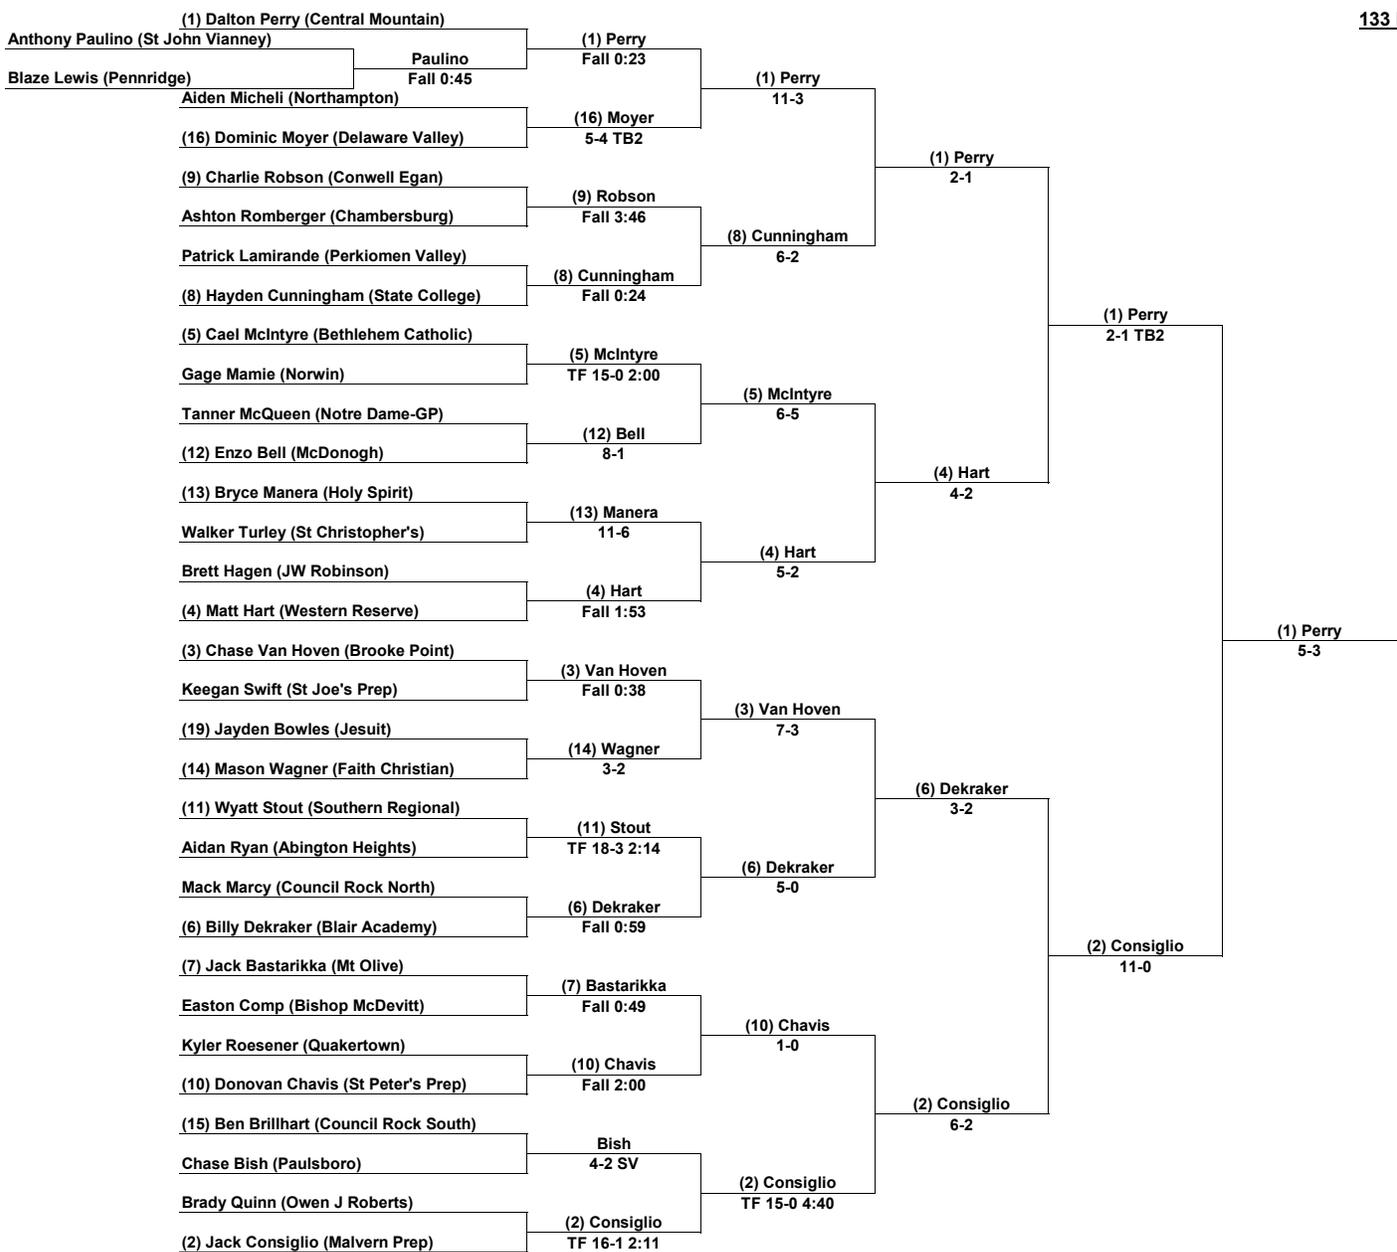 133
(1) Dalton Perry (Central Mountain)
Anthony Paulino (St John Vianney)
Blaze Lewis (Pennridge)
Paulino
Fall 0:45
Aiden Micheli (Northampton)
(16) Dominic Moyer (Delaware Valley)
(9) Charlie Robson (Conwell Egan)
Ashton Romberger (Chambersburg)
Patrick Lamirande (Perkiomen Valley)
(8) Hayden Cunningham (State College)
(5) Cael McIntyre (Bethlehem Catholic)
Gage Mamie (Norwin)
Tanner McQueen (Notre Dame-GP)
(12) Enzo Bell (McDonogh)
(13) Bryce Manera (Holy Spirit)
Walker Turley (St Christopher's)
Brett Hagen (JW Robinson)
(4) Matt Hart (Western Reserve)
(3) Chase Van Hoven (Brooke Point)
Keegan Swift (St Joe's Prep)
(19) Jayden Bowles (Jesuit)
(14) Mason Wagner (Faith Christian)
(11) Wyatt Stout (Southern Regional)
Aidan Ryan (Abington Heights)
Mack Marcy (Council Rock North)
(6) Billy Dekraker (Blair Academy)
(7) Jack Bastarikka (Mt Olive)
Easton Comp (Bishop McDevitt)
Kyler Roesener (Quakertown)
(10) Donovan Chavis (St Peter's Prep)
(15) Ben Brillhart (Council Rock South)
Chase Bish (Paulsboro)
Brady Quinn (Owen J Roberts)
(2) Jack Consiglio (Malvern Prep)
(1) Perry
Fall 0:23
(16) Moyer
5-4 TB2
(9) Robson
Fall 3:46
(8) Cunningham
Fall 0:24
(5) McIntyre
TF 15-0 2:00
(12) Bell
8-1
(13) Manera
11-6
(4) Hart
Fall 1:53
(3) Van Hoven
Fall 0:38
(14) Wagner
3-2
(11) Stout
TF 18-3 2:14
(6) Dekraker
Fall 0:59
(7) Bastarikka
Fall 0:49
(10) Chavis
Fall 2:00
Bish
4-2 SV
(2) Consiglio
TF 16-1 2:11
(1) Perry
11-3
(8) Cunningham
6-2
(5) McIntyre
6-5
(4) Hart
5-2
(3) Van Hoven
7-3
(6) Dekraker
5-0
(10) Chavis
1-0
(2) Consiglio
TF 15-0 4:40
(1) Perry
2-1
(4) Hart
4-2
(6) Dekraker
3-2
(2) Consiglio
6-2
(1) Perry
2-1 TB2
(2) Consiglio
11-0
(1) Perry
5-3